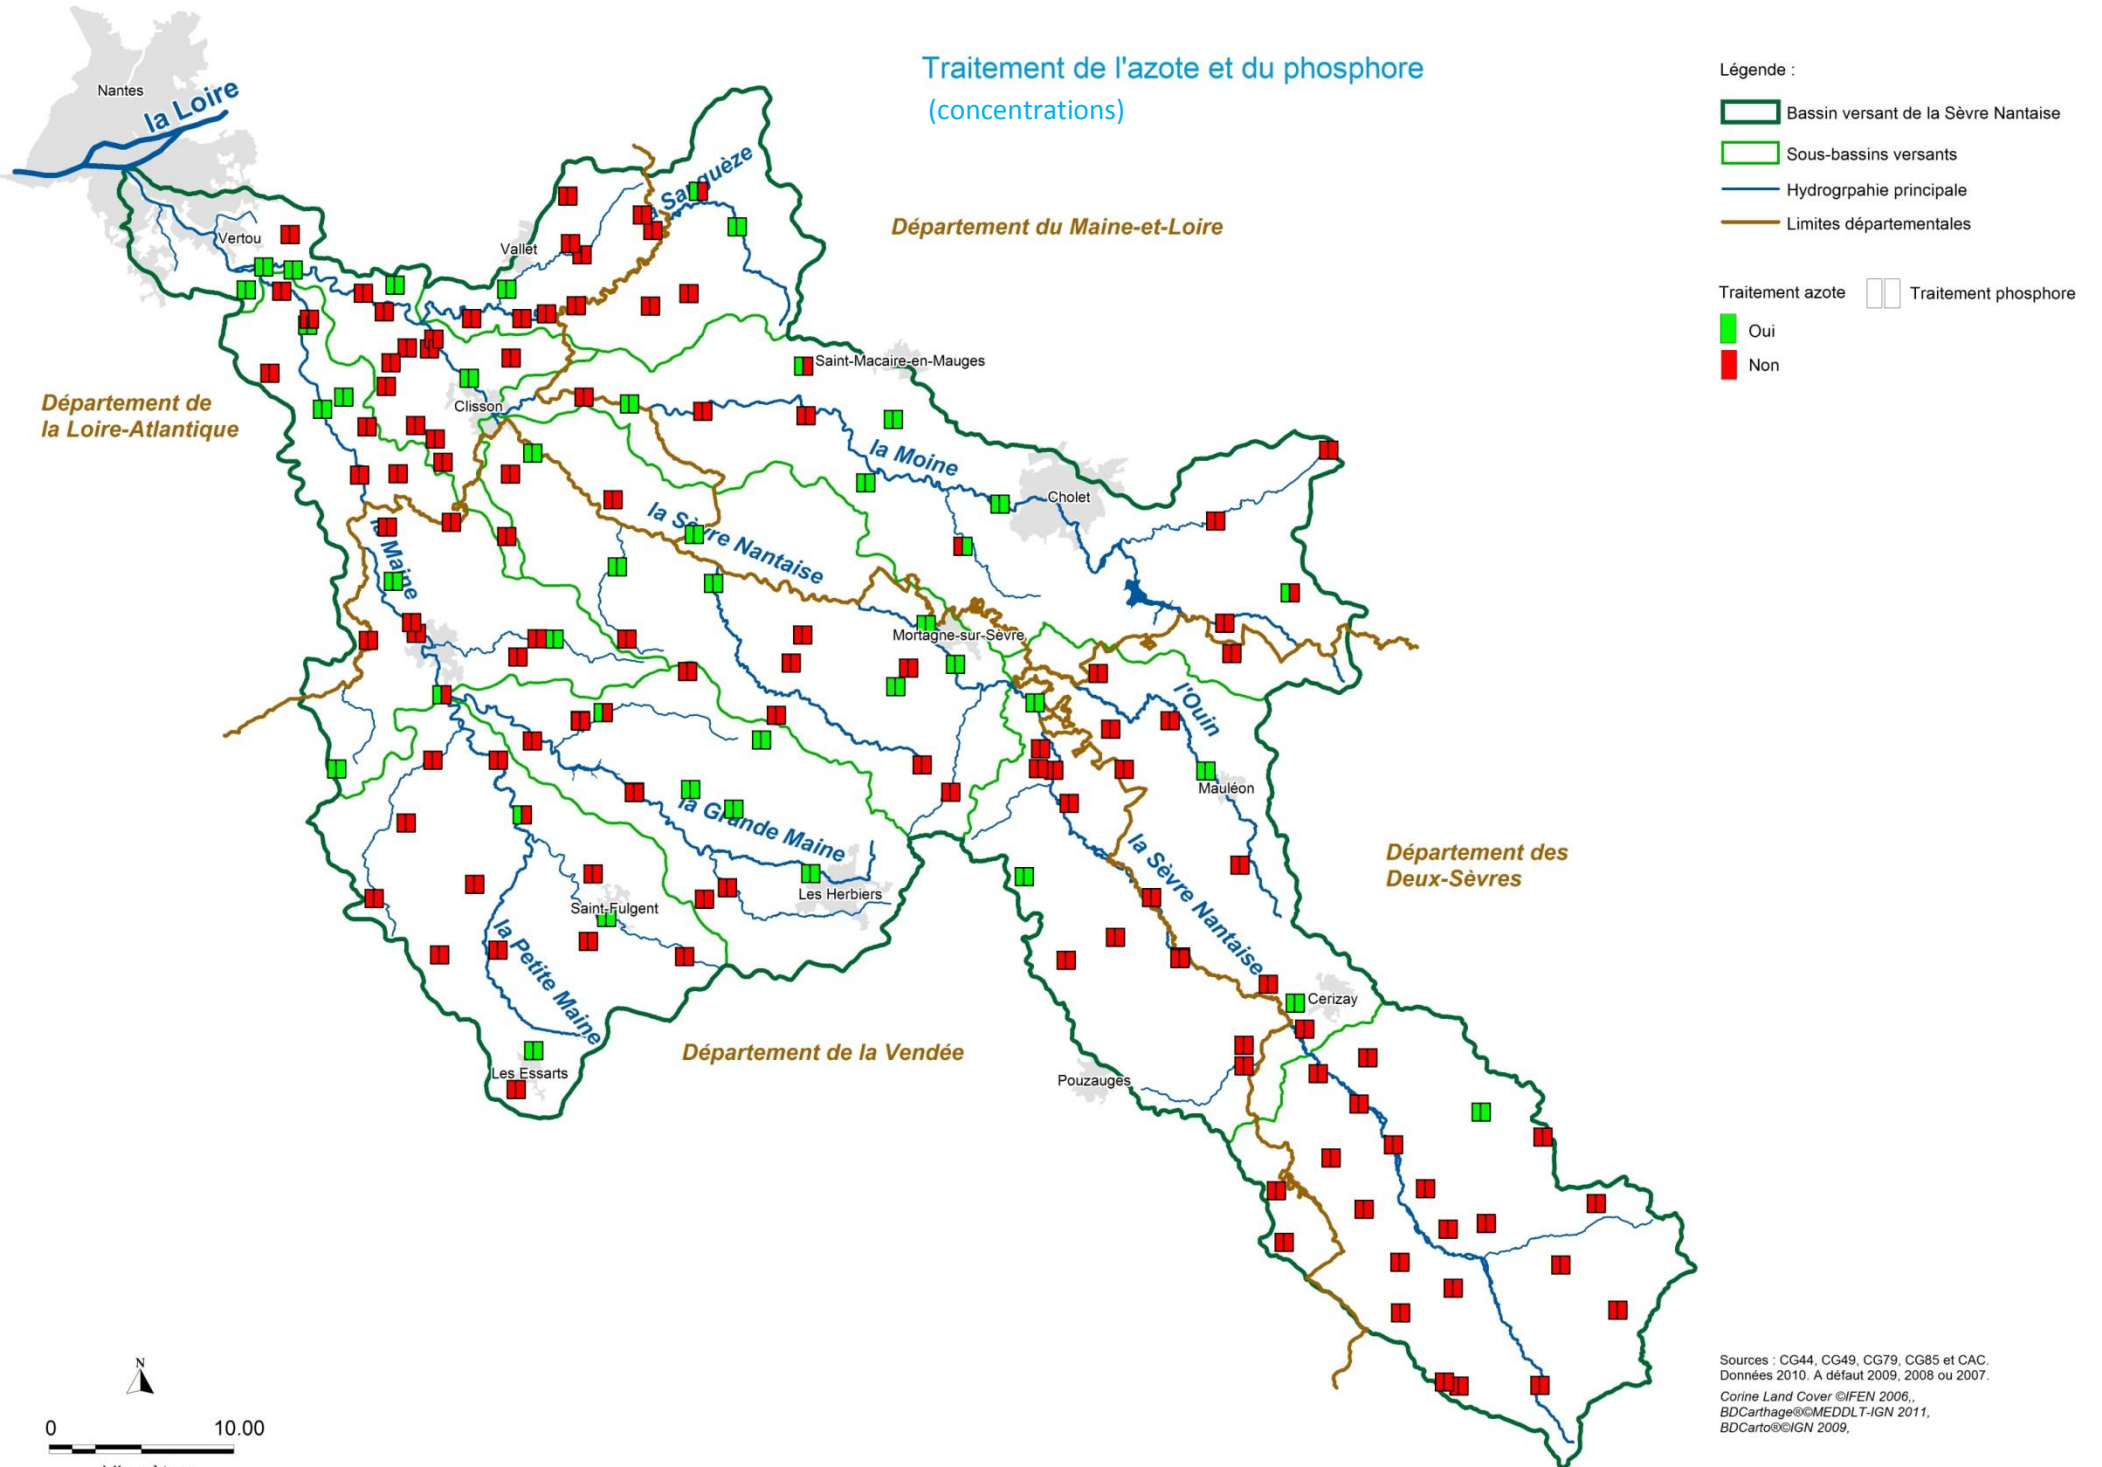 Traitement de l'azote et du phosphore
(concentrations)
Légende :
Bassin versant de la Sèvre Nantaise
Sous-bassins versants
Hydrogrpahie principale
Limites départementales
Traitement azote
Traitement phosphore
Oui
Non
Nantes
la Loire
Vertou
Vallet
la Sanguèze
Département du Maine-et-Loire
Saint-Macaire-en-Mauges
Département de
la Loire-Atlantique
Clisson
la Moine
Cholet
la Sèvre Nantaise
la Maine
Mortagne-sur-Sèvre
l'Ouin
Mauléon
la Grande Maine
la Sèvre Nantaise
Département des
Deux-Sèvres
Les Herbiers
Saint-Fulgent
la Petite Maine
Cerizay
Département de la Vendée
Les Essarts
Pouzauges
N
0 10.00
Sources : CG44, CG49, CG79, CG85 et CAC.
Données 2010. A défaut 2009, 2008 ou 2007.
Corine Land Cover ©IFEN 2006,,
BDCarthage®©MEDDLT-IGN 2011,
BDCarto®©IGN 2009,